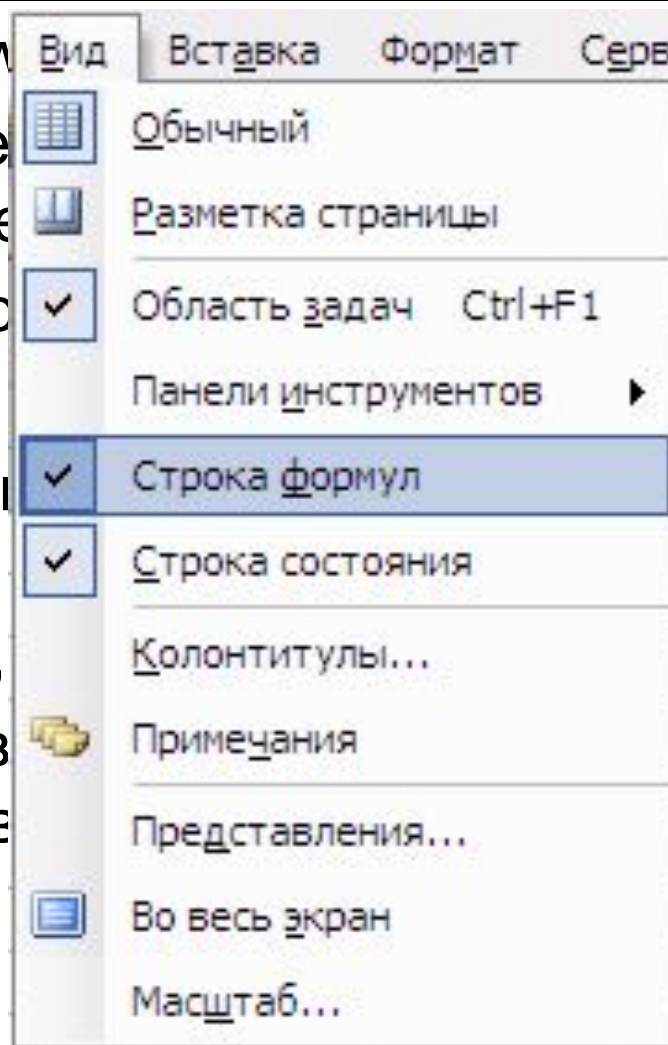 Вид Вставка Формат
Обычный
Разметка страницы
Область задач Ctrl+F1
Панели инструментов
Строка формул
Строка состояния
Колонтитулы...
Примечания
Представления...
Во весь экран
Масштаб...